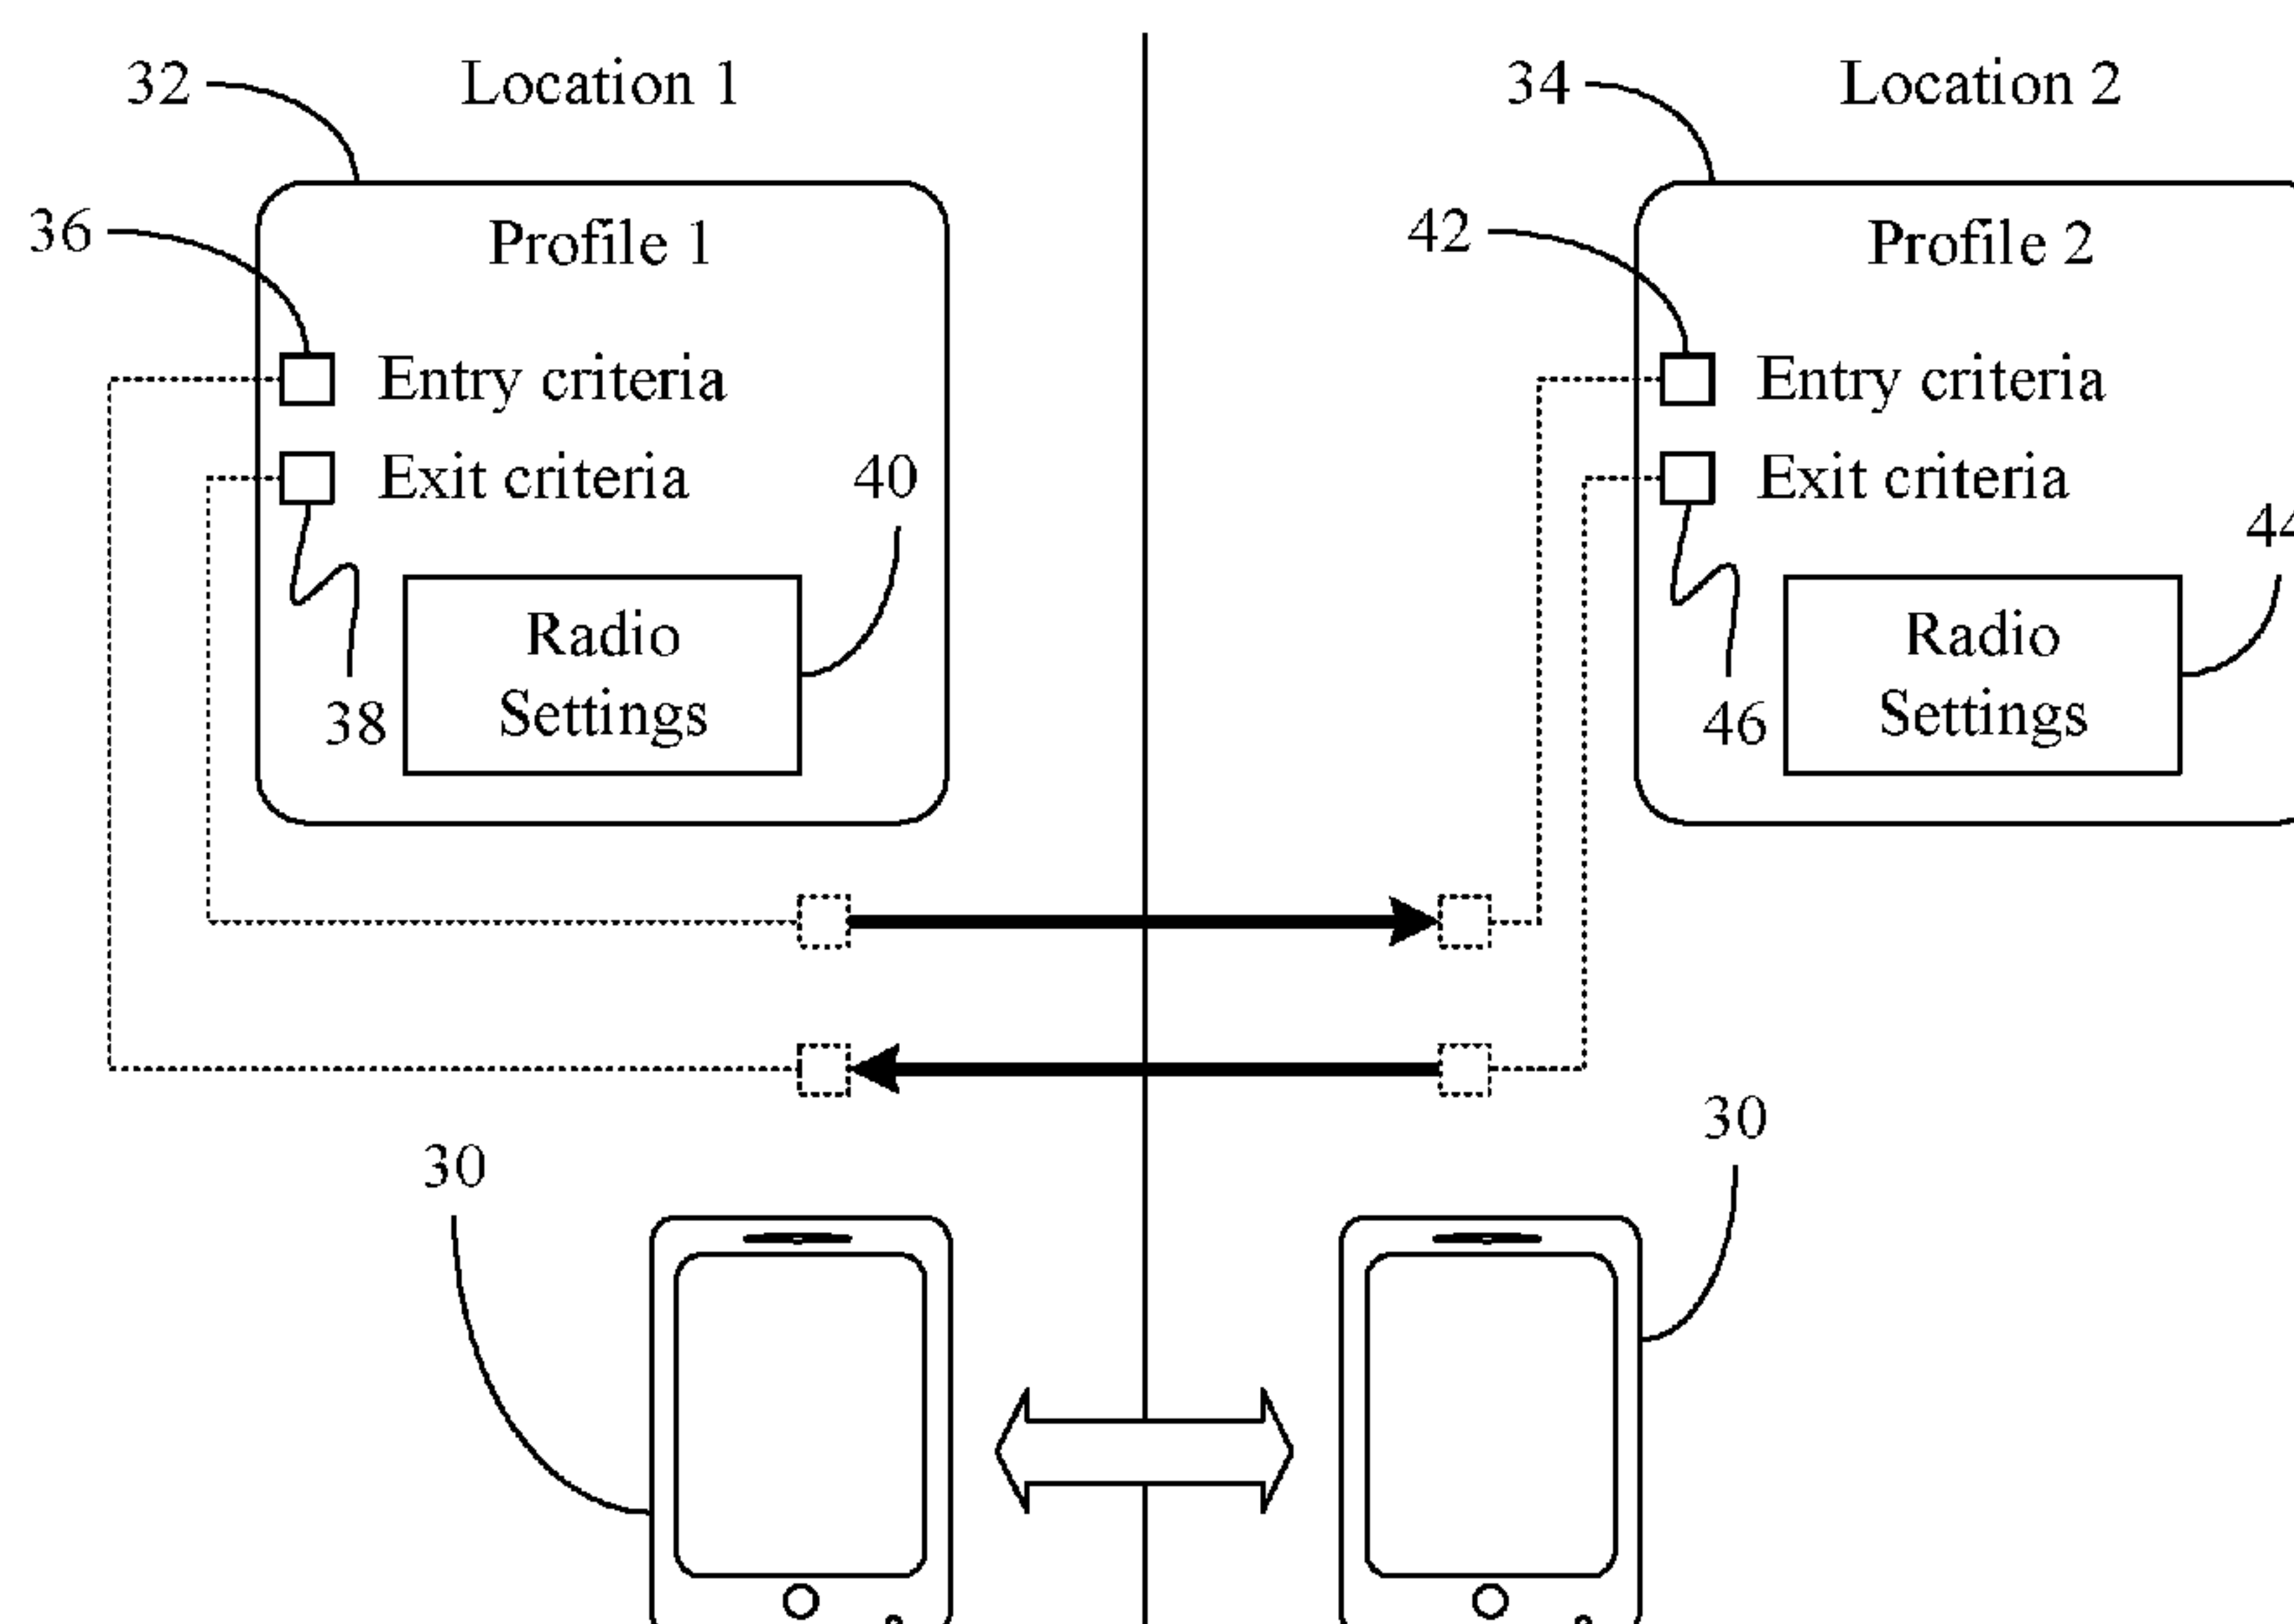 32
Location 1
34
Location 2
36
Profile 1
42
Profile 2
Entry criteria
Entry criteria
Exit criteria
40
Exit criteria
44
Radio
Settings
38
Radio
Settings
46
30
30